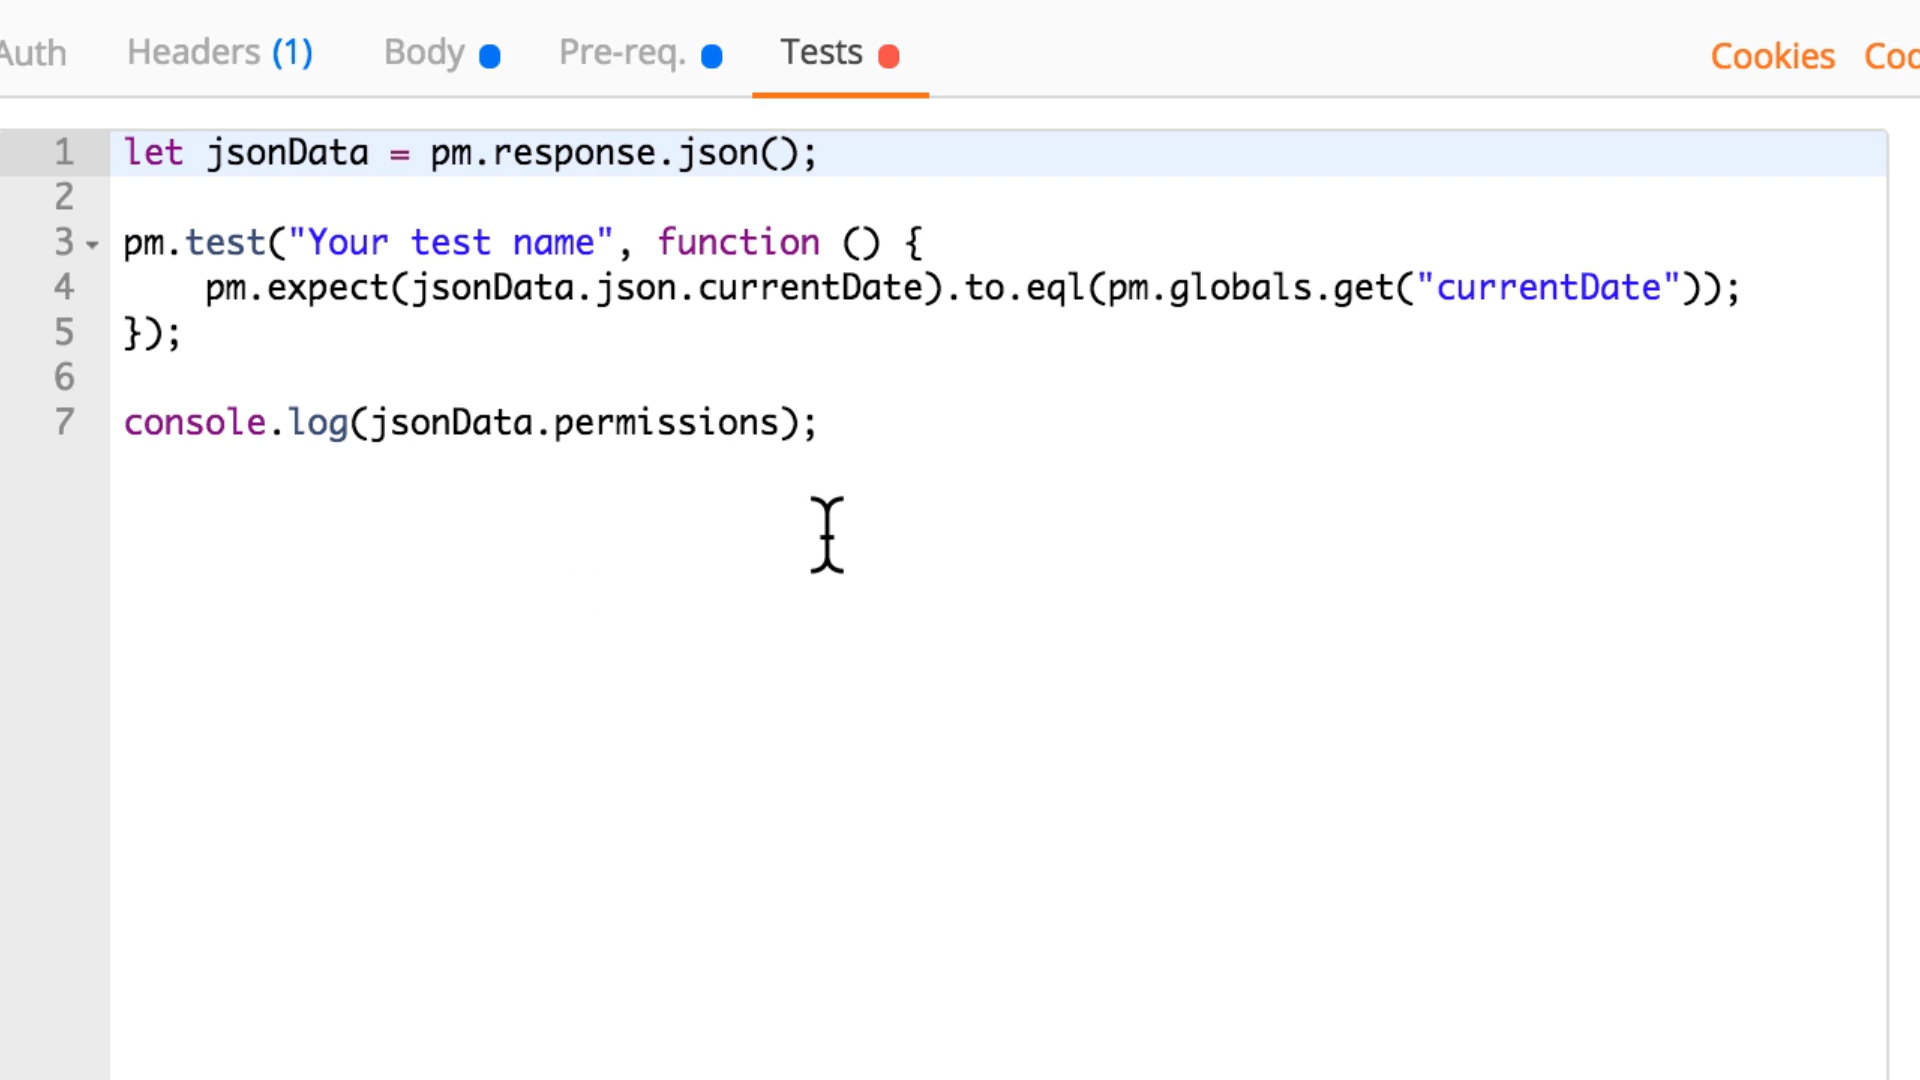 Auth Headers (1) Body Pre-req. Tests Cookies
1 let jsonData = pm.response.json();
2
3 pm.test("Your test name", function () {
4 pm.expect(jsonData.json.currentDate).to.eql(pm.globals.get("currentDate"));
5 });
6
7 console.log(jsonData.permissions);